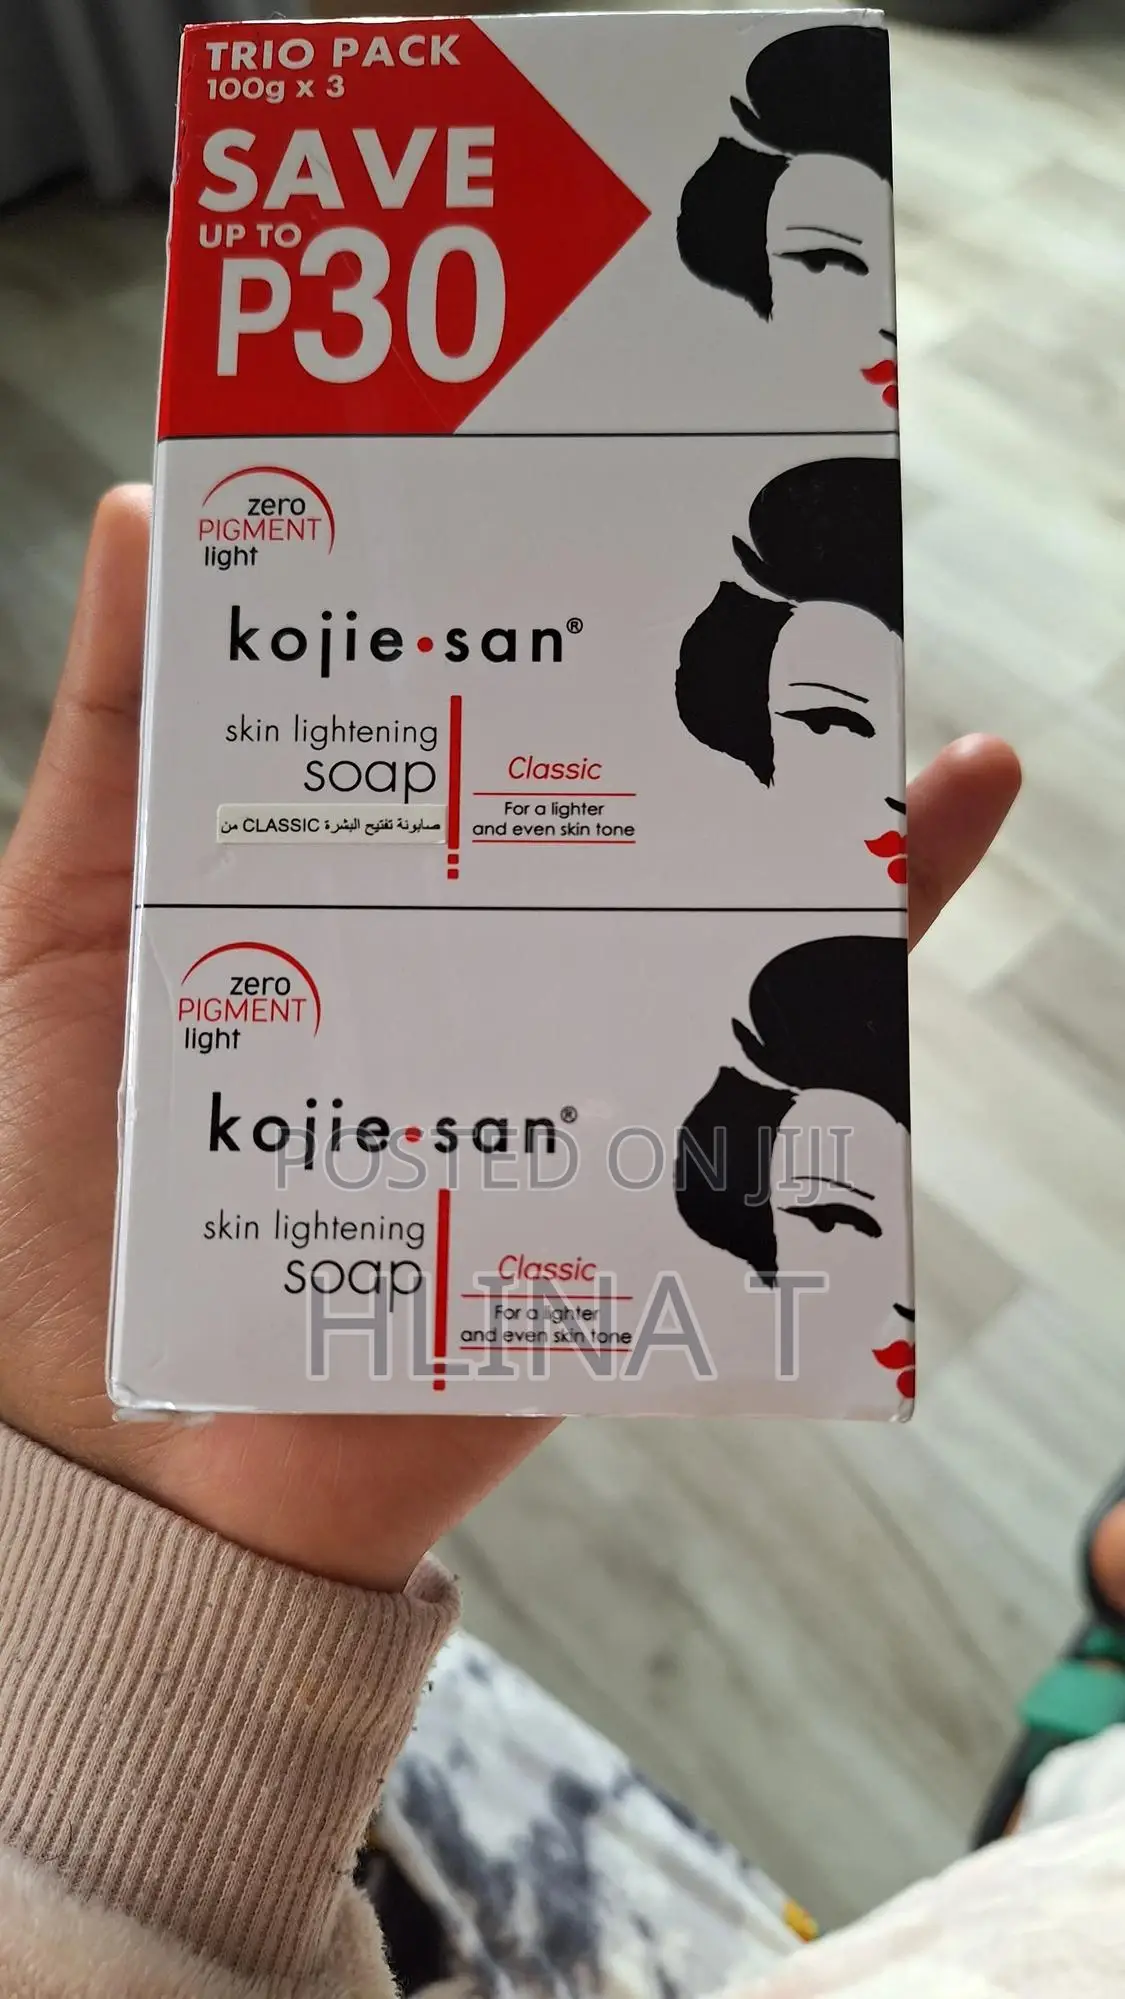 TRIO PACK
100g x 3
SAVE
UP TO
P30
zero
PIGMENT
light
kojie•san®
skin lightening
soap
Classic
For a lighter
and even skin tone
صابونة تفتيح البشرة CLASSIC من
zero
PIGMENT
light
kojie•san®
skin lightening
soap
Classic
For a lighter
and even skin tone
POSTED ON JIJI
HLINA T